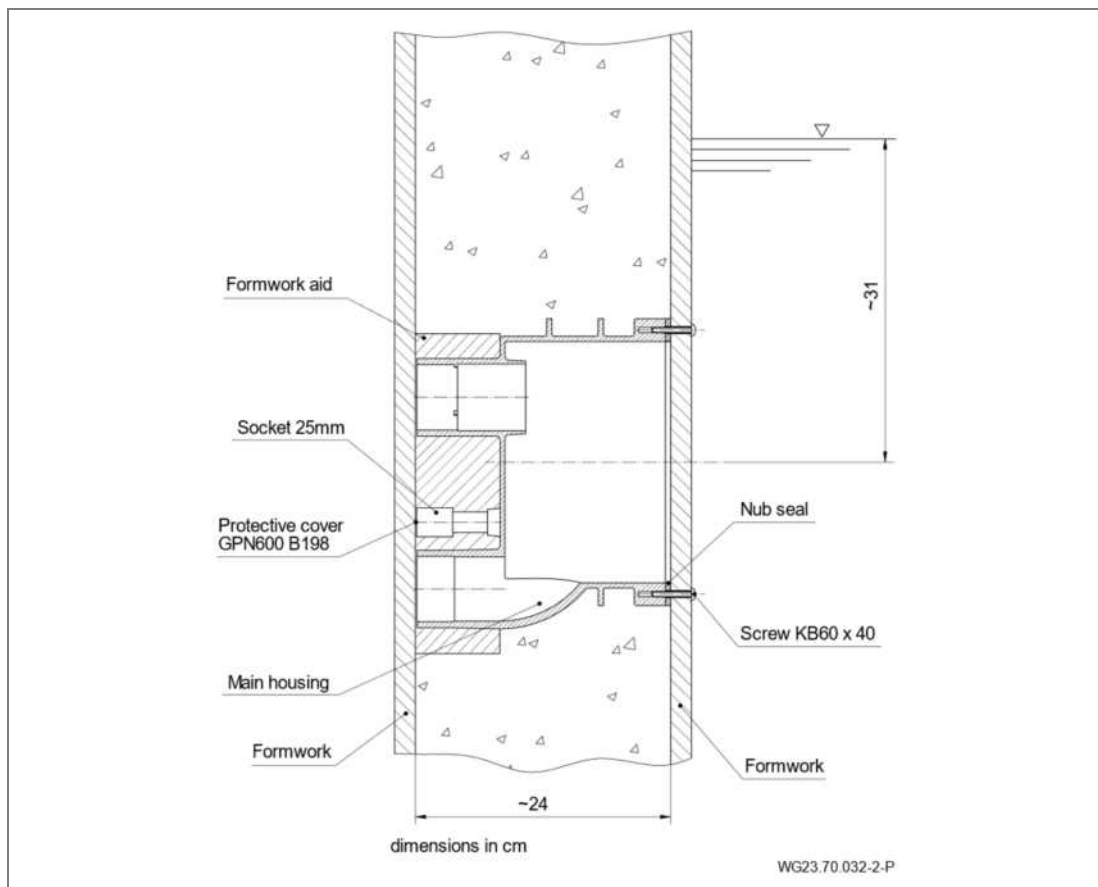 ~31
Formwork aid
Socket 25mm
Nub seal
Protective cover
GPN600 B198
Screw KB60 x 40
Main housing
Formwork
Formwork
~24
dimensions in cm
WG23.70.032-2-P